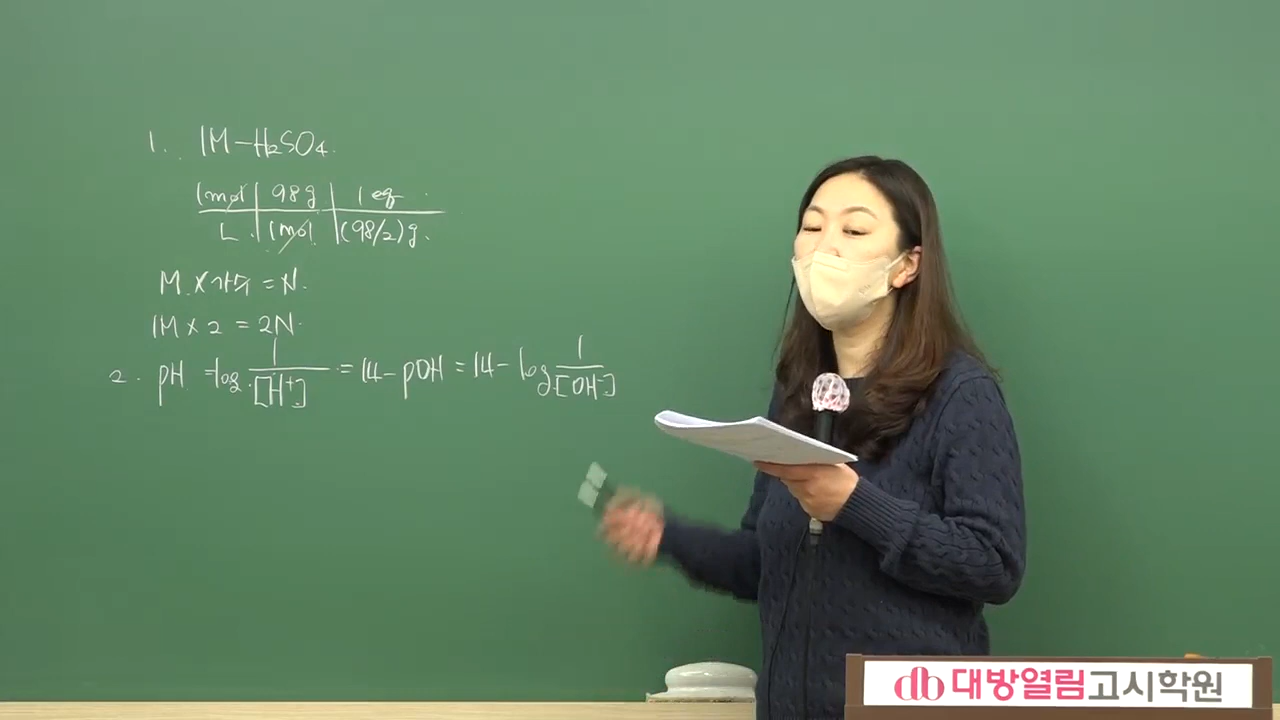 1. 1M-H₂SO₄.
1mol | 98g | 1eq
L | 1mol | (98/2)g.
M × 가수 = N.
1M × 2 = 2N.
2. pH = log 1/[H⁺] = 14 - pOH = 14 - log 1/[OH⁻]
db 대방열림고시학원